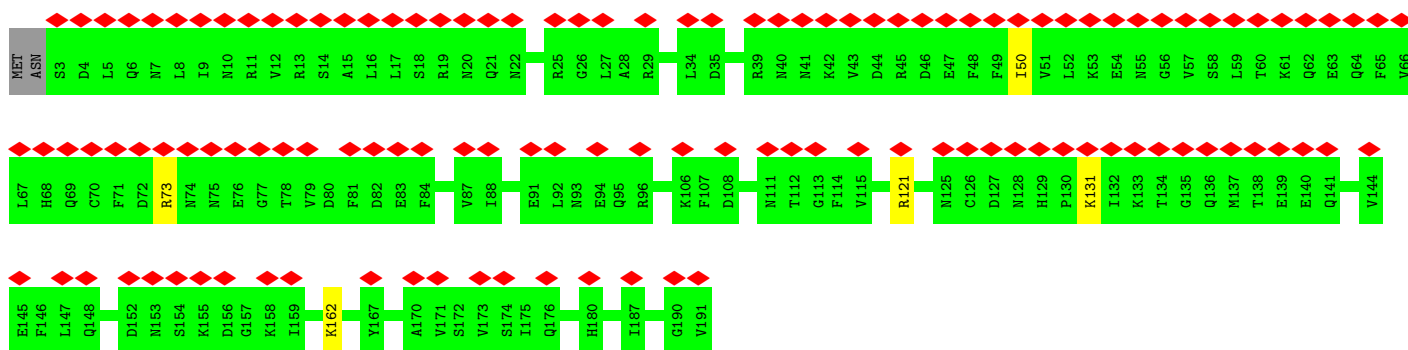 MET ASN S3 D4 L5 Q6 N7 L8 I9 N10 R11 V12 R13 S14 A15 L16 L17 S18 R19 N20 Q21 N22 R25 G26 L27 A28 R29 L34 D35 R39 N40 N41 K42 V43 D44 R45 D46 E47 F48 F49 I50 V51 L52 K53 E54 N55 G56 V57 S58 L59 T60 K61 Q62 E63 Q64 F65 V66
L67 H68 Q69 C70 F71 D72 R73 N74 N75 E76 G77 T78 V79 D80 F81 D82 E83 F84 V87 I88 E91 L92 N93 E94 Q95 R96 K106 F107 D108 N111 T112 G113 F114 V115 R121 N125 C126 D127 N128 H129 P130 K131 I132 K133 T134 G135 Q136 M137 T138 E139 E140 Q141 V144
E145 F146 L147 Q148 D152 N153 S154 K155 D156 G157 K158 I159 K162 Y167 A170 V171 S172 V173 S174 I175 Q176 H180 I187 G190 V191